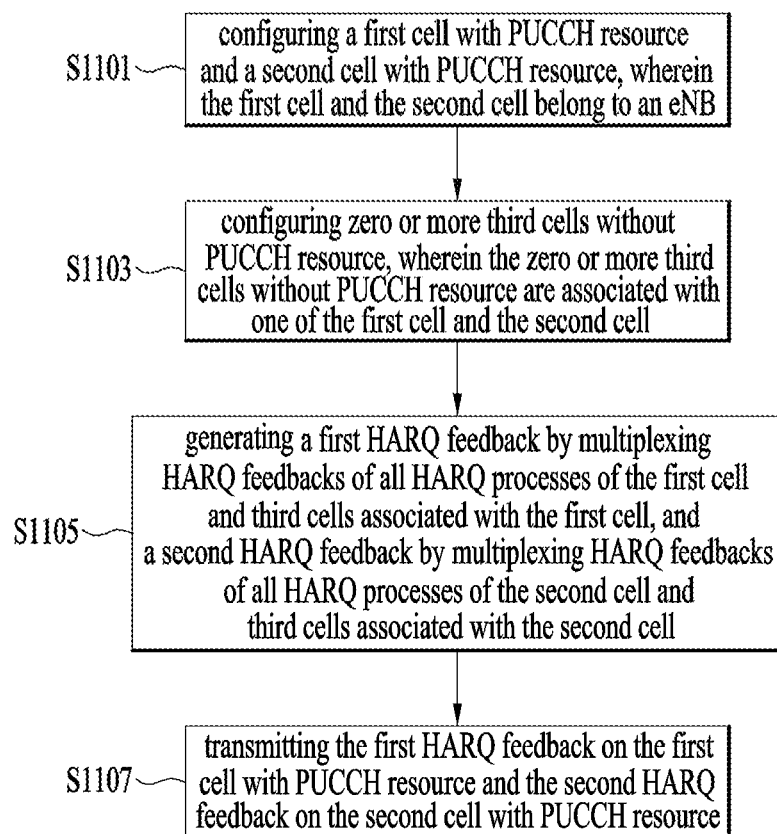 S1101
configuring a first cell with PUCCH resource
and a second cell with PUCCH resource, wherein
the first cell and the second cell belong to an eNB
S1103
configuring zero or more third cells without
PUCCH resource, wherein the zero or more third
cells without PUCCH resource are associated with
one of the first cell and the second cell
S1105
generating a first HARQ feedback by multiplexing
HARQ feedbacks of all HARQ processes of the first cell
and third cells associated with the first cell, and
a second HARQ feedback by multiplexing HARQ feedbacks
of all HARQ processes of the second cell and
third cells associated with the second cell
S1107
transmitting the first HARQ feedback on the first
cell with PUCCH resource and the second HARQ
feedback on the second cell with PUCCH resource